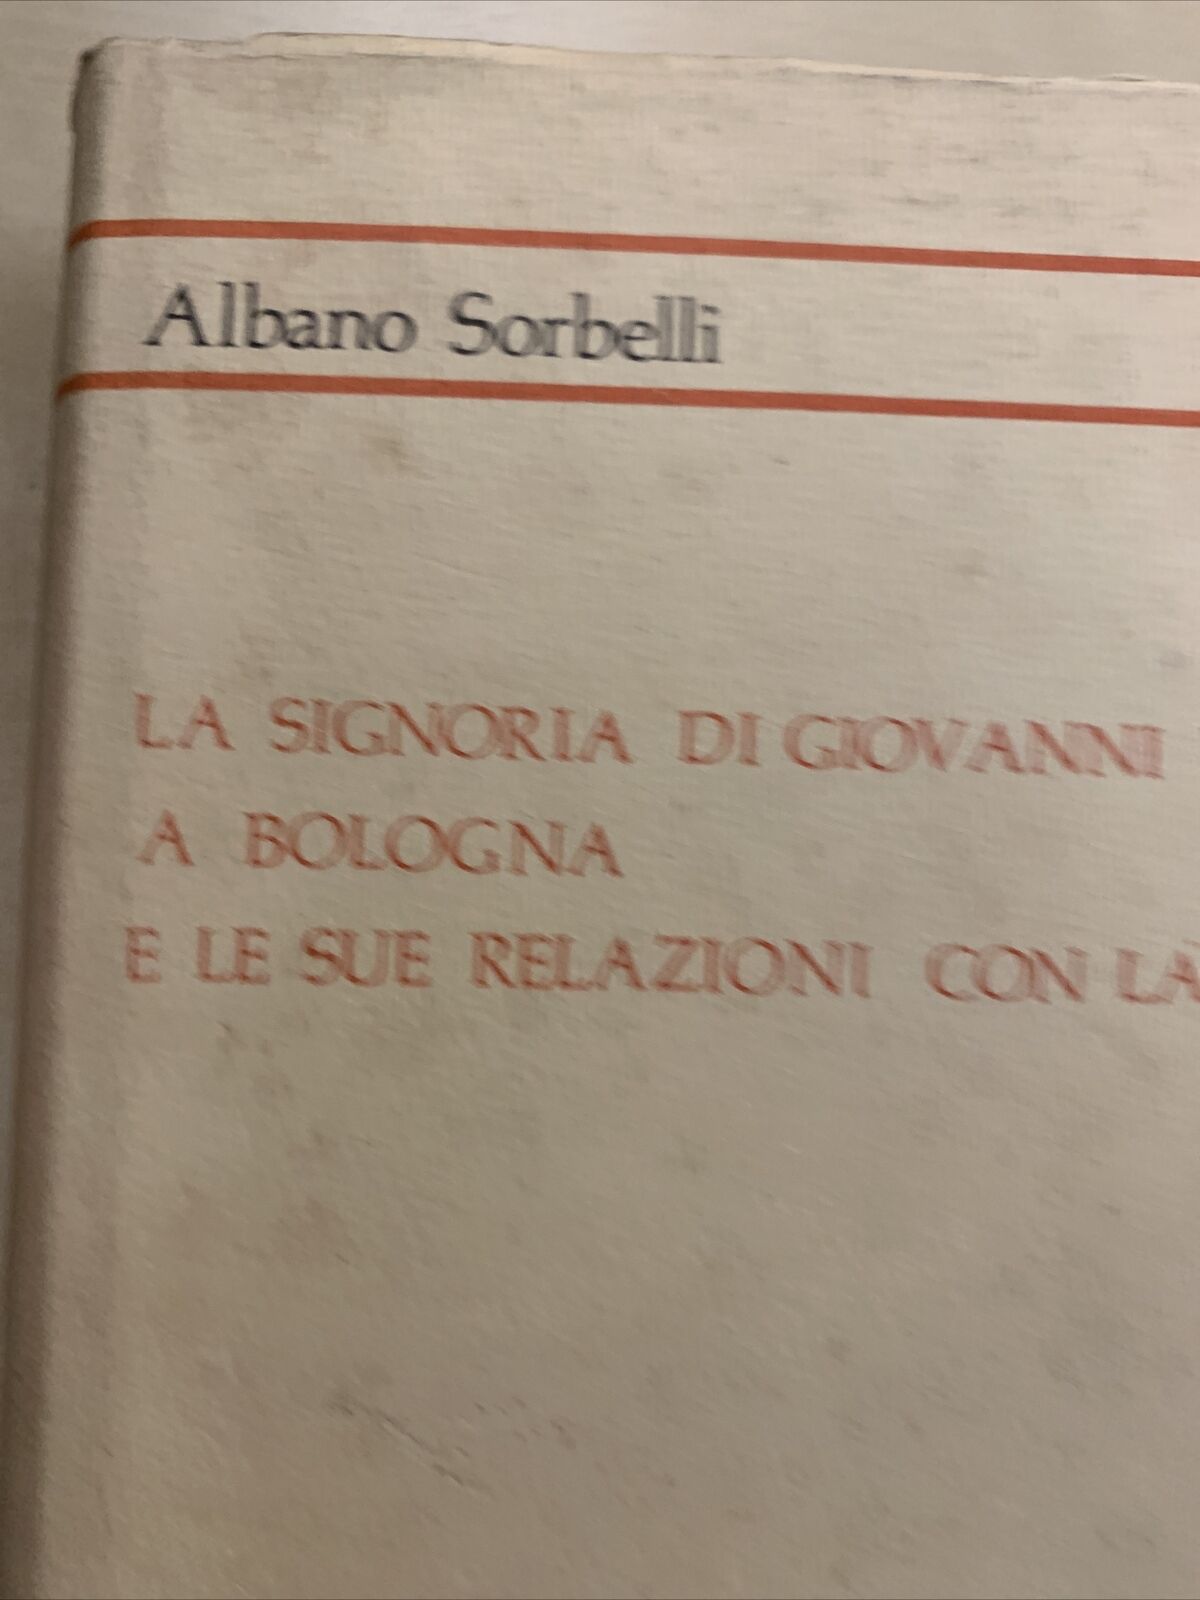 Albano Sorbelli
LA SIGNORIA DI GIOVANNI
A BOLOGNA
E LE SUE RELAZIONI CON LA